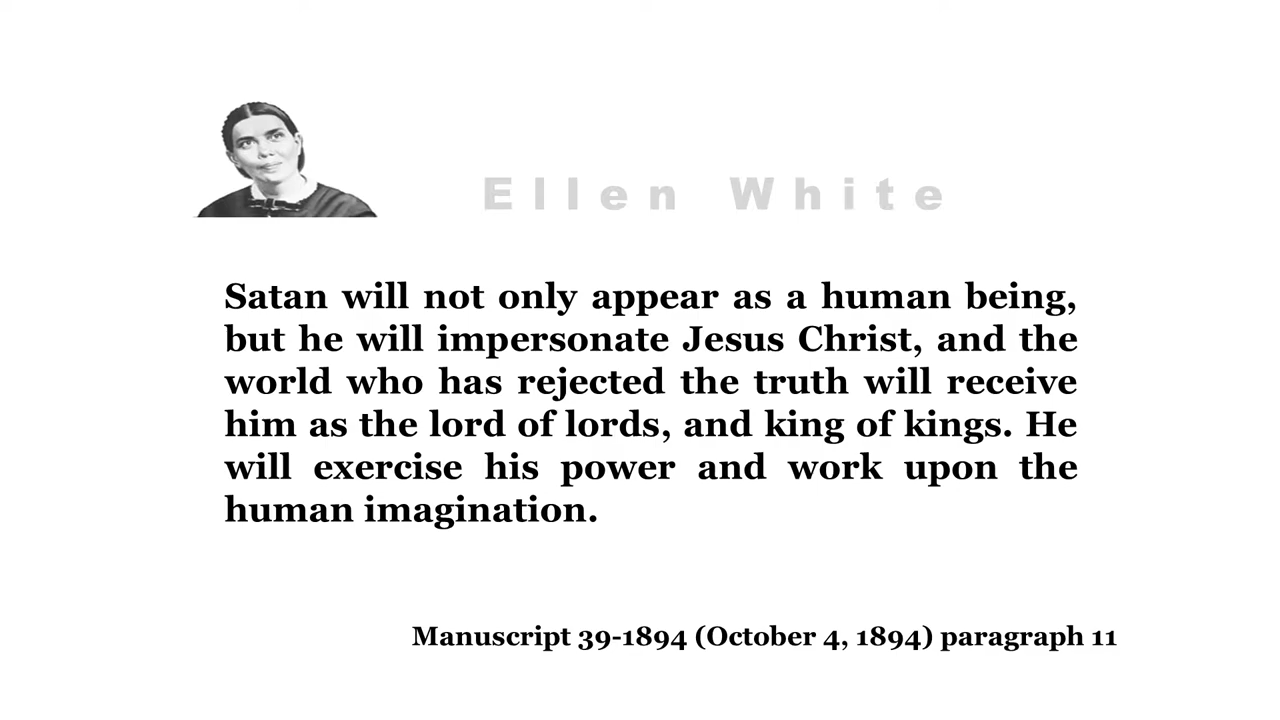 Ellen White
Satan will not only appear as a human being,
but he will impersonate Jesus Christ, and the
world who has rejected the truth will receive
him as the lord of lords, and king of kings. He
will exercise his power and work upon the
human imagination.
Manuscript 39-1894 (October 4, 1894) paragraph 11